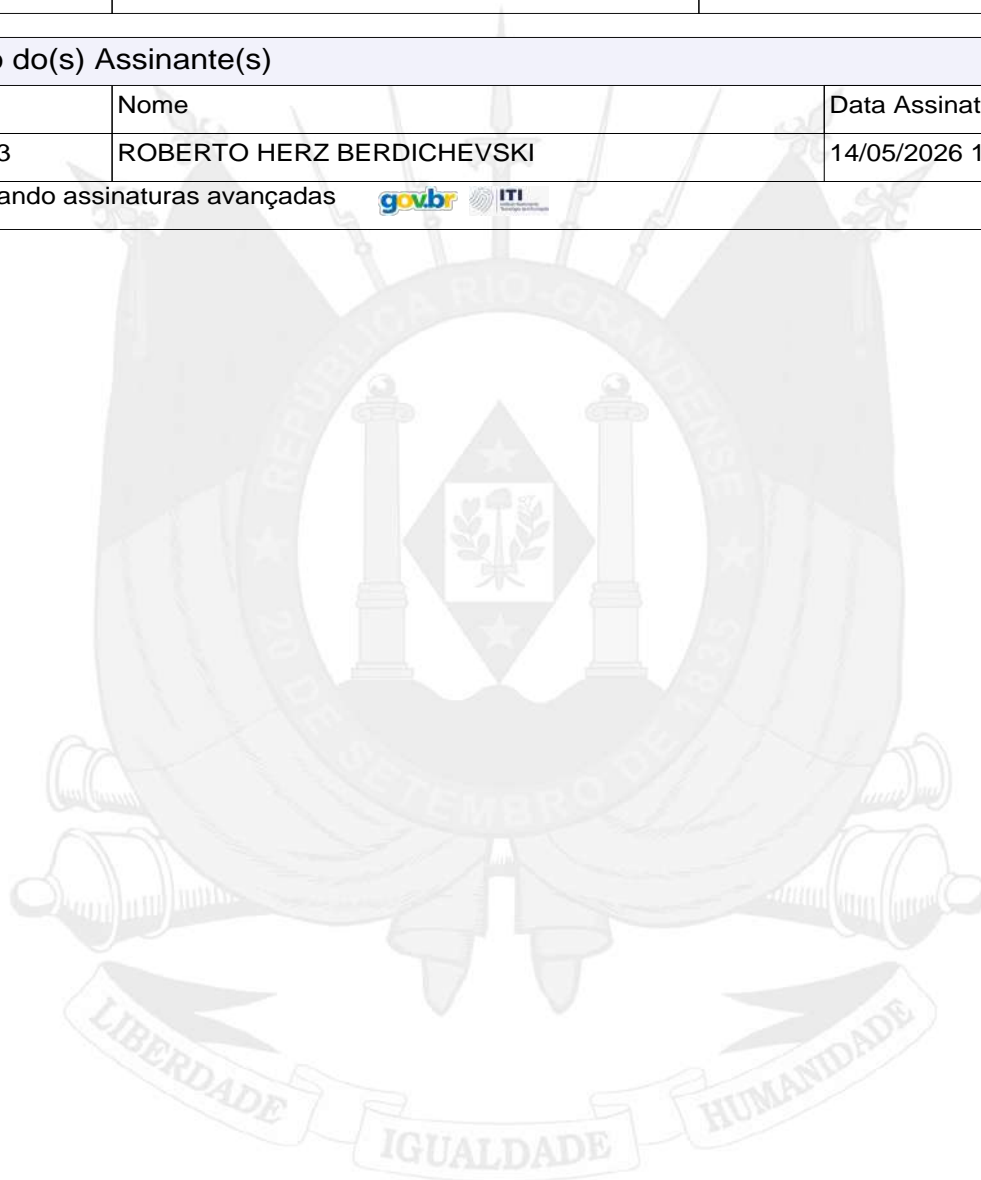 do(s) Assinante(s)
Nome Data Assinat
3 ROBERTO HERZ BERDICHEVSKI 14/05/2026 1
ando assinaturas avançadas gov.br ITI
REPÚBLICA RIO-GRANDENSE
20 DE SETEMBRO DE 1835
LIBERDADE IGUALDADE HUMANIDADE